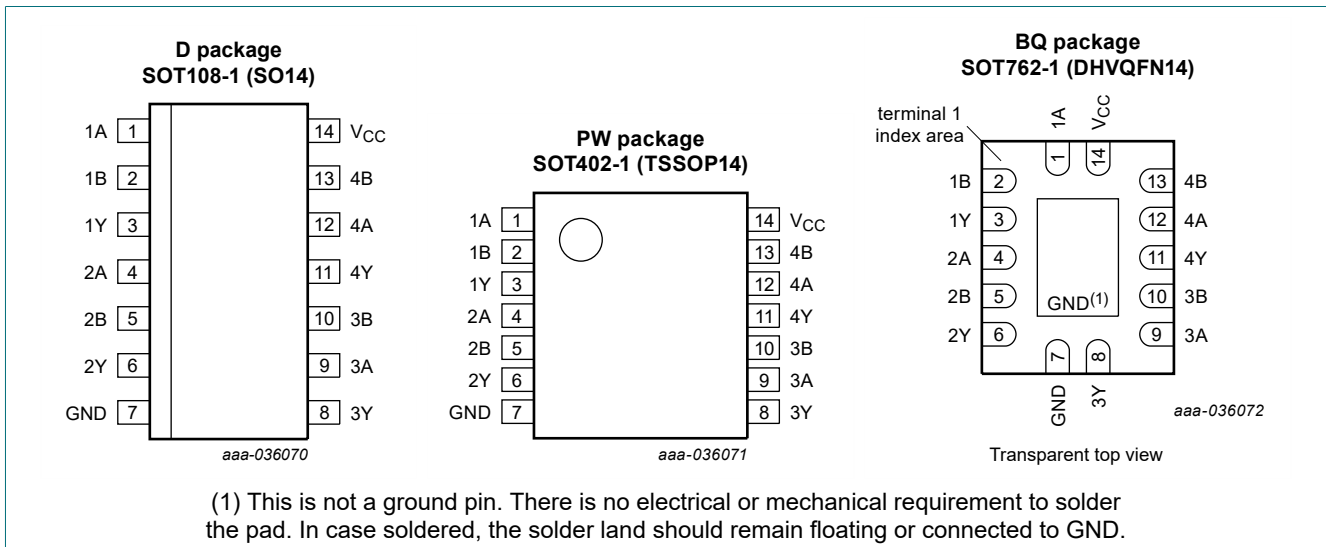 D package
SOT108-1 (SO14)
1A 1 14 VCC
1B 2 13 4B
1Y 3 12 4A
2A 4 11 4Y
2B 5 10 3B
2Y 6 9 3A
GND 7 8 3Y
aaa-036070
PW package
SOT402-1 (TSSOP14)
1A 1 14 VCC
1B 2 13 4B
1Y 3 12 4A
2A 4 11 4Y
2B 5 10 3B
2Y 6 9 3A
GND 7 8 3Y
aaa-036071
BQ package
SOT762-1 (DHVQFN14)
terminal 1
index area
1A VCC
1 14
1B 2 13 4B
1Y 3 12 4A
2A 4 11 4Y
2B 5 10 3B
GND(1)
2Y 6 9 3A
7 8
GND 3Y
aaa-036072
Transparent top view
(1) This is not a ground pin. There is no electrical or mechanical requirement to solder
the pad. In case soldered, the solder land should remain floating or connected to GND.